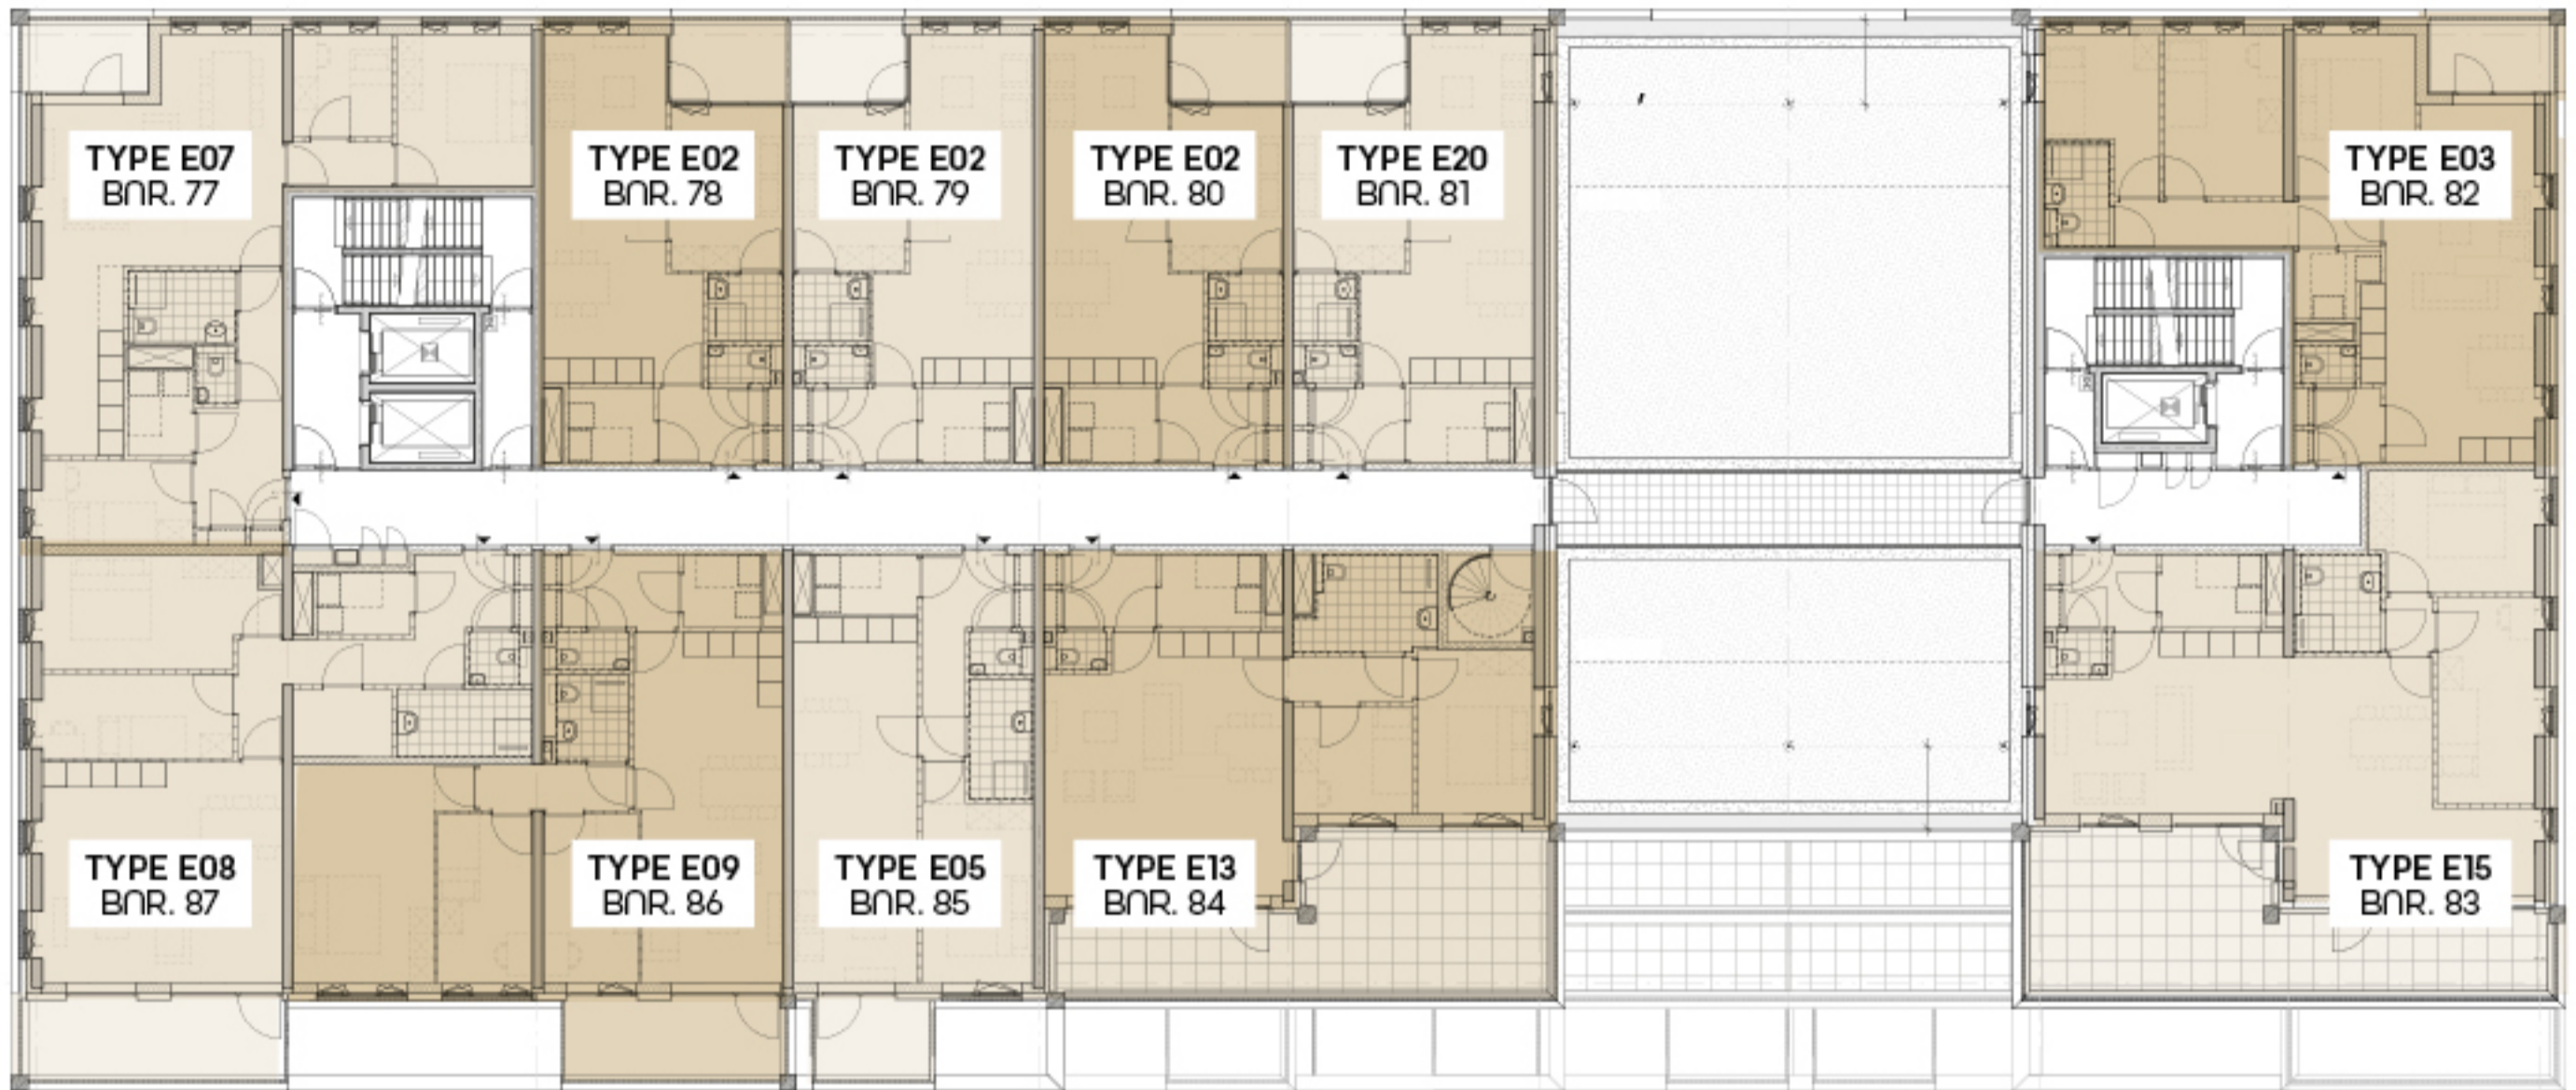 TYPE E07
BNR. 77
TYPE E02
BNR. 78
TYPE E02
BNR. 79
TYPE E02
BNR. 80
TYPE E20
BNR. 81
TYPE E03
BNR. 82
TYPE E08
BNR. 87
TYPE E09
BNR. 86
TYPE E05
BNR. 85
TYPE E13
BNR. 84
TYPE E15
BNR. 83